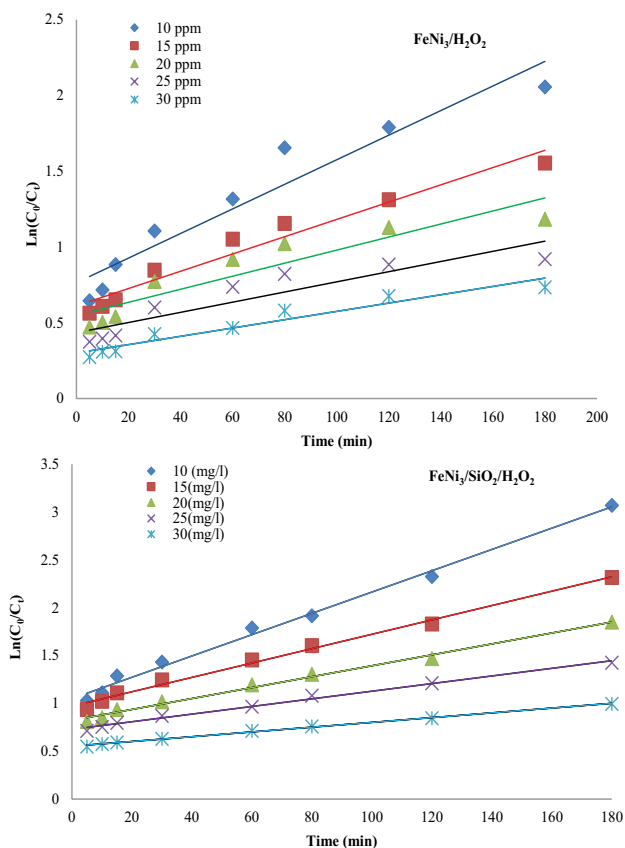 2.5
10 ppm
FeNi₃/H₂O₂
15 ppm
2
20 ppm
25 ppm
30 ppm
1.5
Ln(C₀/Cₜ)
1
0.5
0
0 20 40 60 80 100 120 140 160 180 200
Time (min)
3.5
10 (mg/l)
FeNi₃/SiO₂/H₂O₂
15(mg/l)
3
20(mg/l)
25(mg/l)
2.5
30(mg/l)
2
Ln(C₀/Cₜ)
1.5
1
0.5
0
0 20 40 60 80 100 120 140 160 180
Time (min)